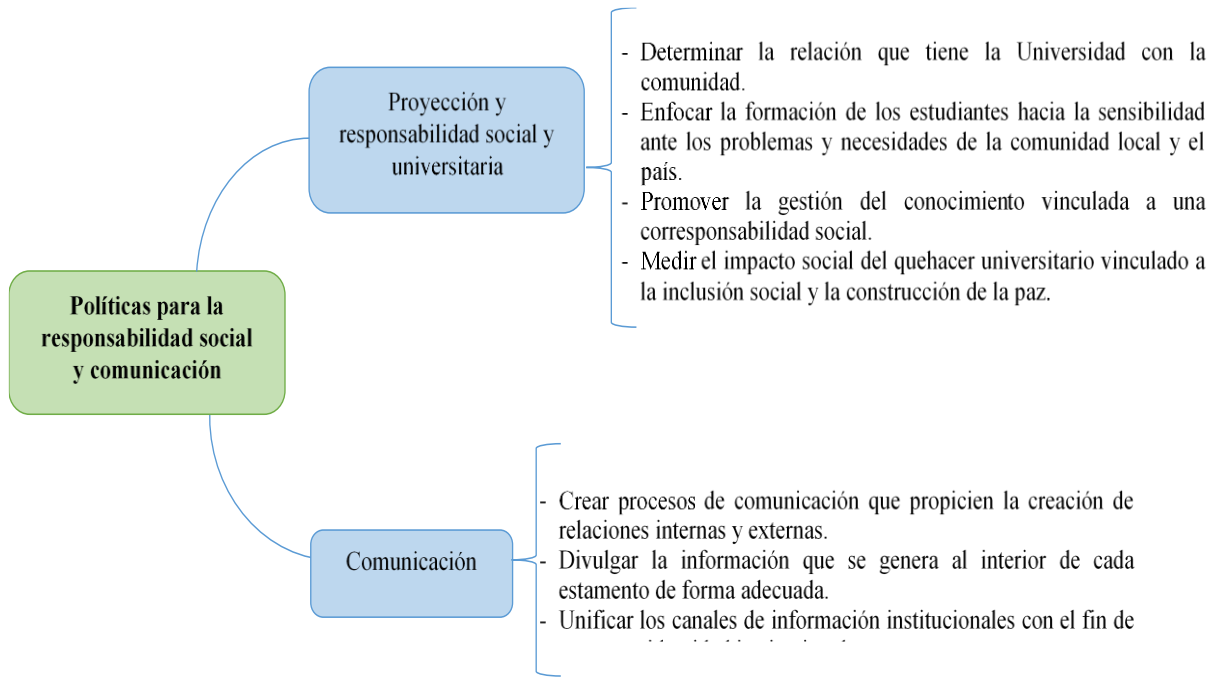 Políticas para la
responsabilidad social
y comunicación
Proyección y
responsabilidad social y
universitaria
- Determinar la relación que tiene la Universidad con la
comunidad.
- Enfocar la formación de los estudiantes hacia la sensibilidad
ante los problemas y necesidades de la comunidad local y el
país.
- Promover la gestión del conocimiento vinculada a una
corresponsabilidad social.
- Medir el impacto social del quehacer universitario vinculado a
la inclusión social y la construcción de la paz.
Comunicación
- Crear procesos de comunicación que propicien la creación de
relaciones internas y externas.
- Divulgar la información que se genera al interior de cada
estamento de forma adecuada.
- Unificar los canales de información institucionales con el fin de